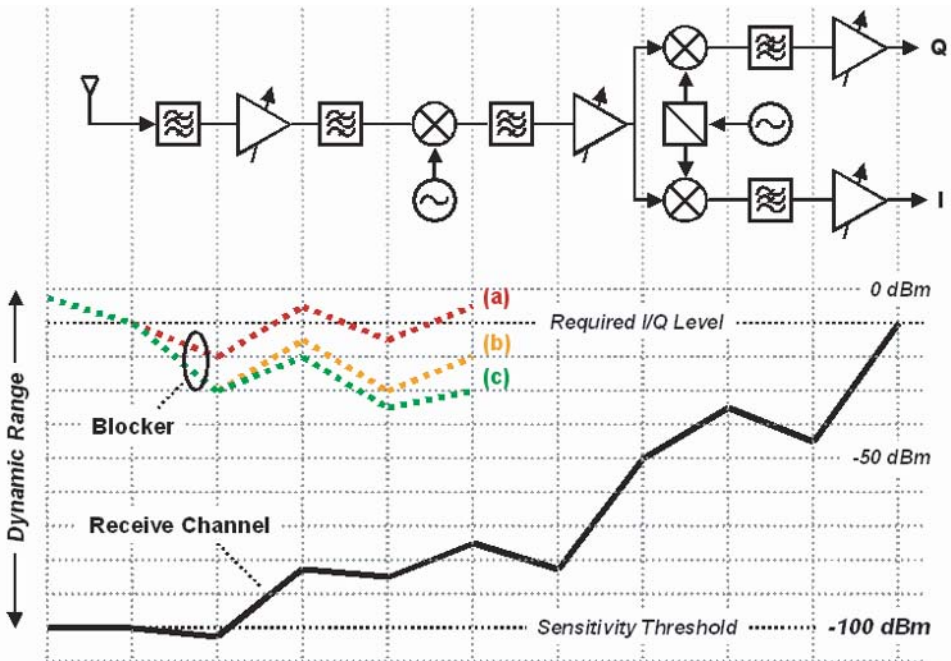 Q
I
0 dBm
(a)
Required I/Q Level
(b)
(c)
Blocker
-50 dBm
Dynamic Range
Receive Channel
Sensitivity Threshold
-100 dBm